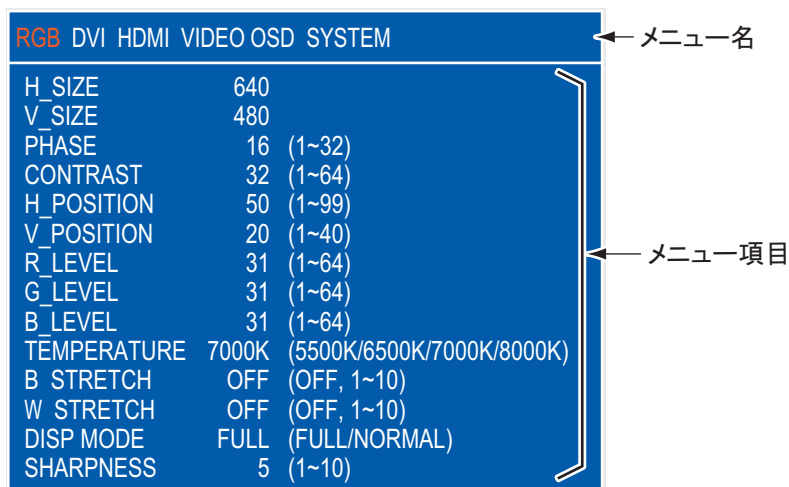 RGB DVI HDMI VIDEO OSD SYSTEM メニュー名
H_SIZE 640
V_SIZE 480
PHASE 16 (1~32)
CONTRAST 32 (1~64)
H_POSITION 50 (1~99)
V_POSITION 20 (1~40)
メニュー項目
R_LEVEL 31 (1~64)
G_LEVEL 31 (1~64)
B_LEVEL 31 (1~64)
TEMPERATURE 7000K (5500K/6500K/7000K/8000K)
B STRETCH OFF (OFF, 1~10)
W STRETCH OFF (OFF, 1~10)
DISP MODE FULL (FULL/NORMAL)
SHARPNESS 5 (1~10)